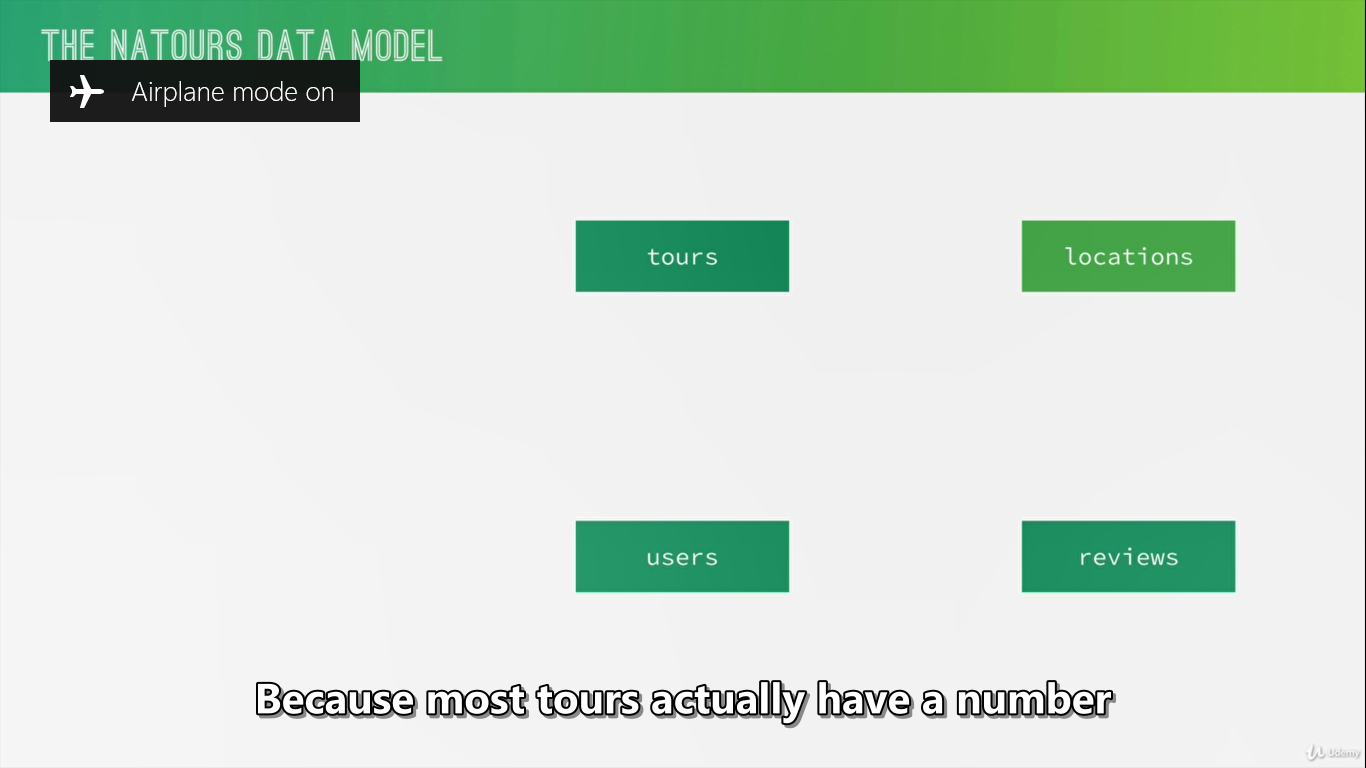 THE NATOURS DATA MODEL
Airplane mode on
tours
locations
users
reviews
Because most tours actually have a number
Udemy